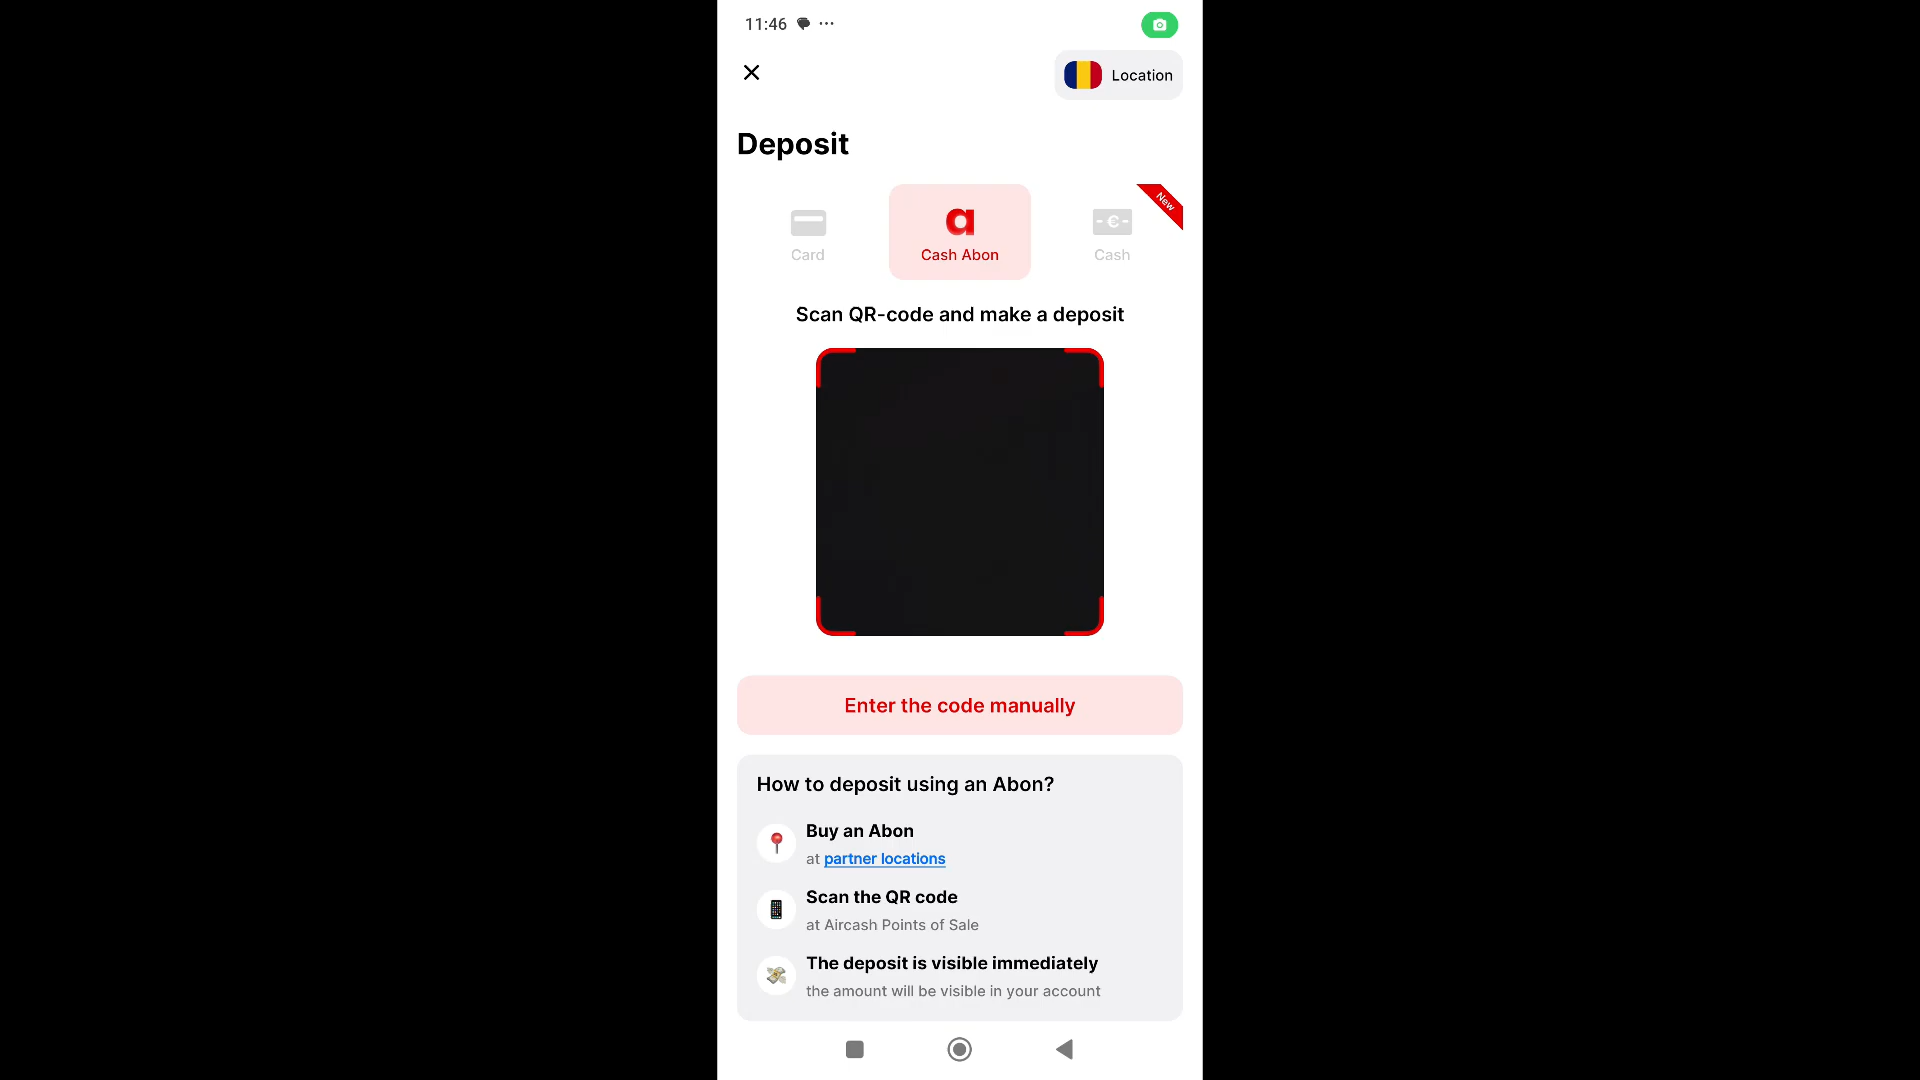 11:46
Location
Deposit
Card
Cash Abon
Cash
New
Scan QR-code and make a deposit
Enter the code manually
How to deposit using an Abon?
Buy an Abon
at partner locations
Scan the QR code
at Aircash Points of Sale
The deposit is visible immediately
the amount will be visible in your account